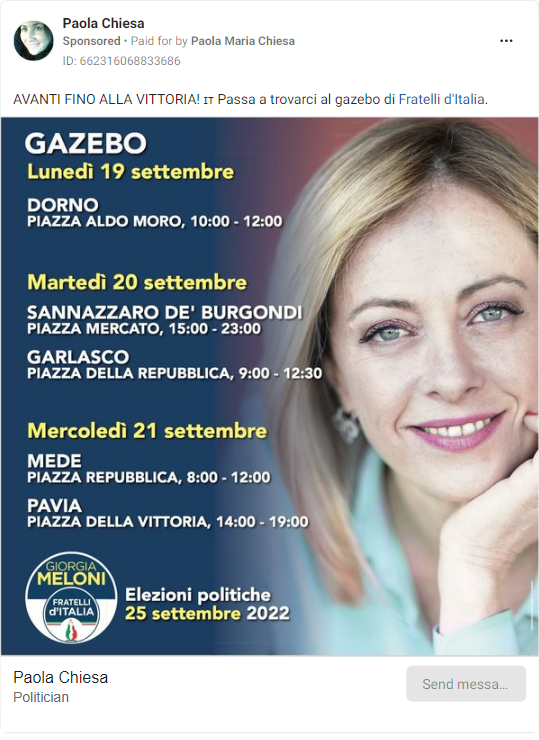 Paola Chiesa
Sponsored • Paid for by Paola Maria Chiesa
ID: 662316068833686
AVANTI FINO ALLA VITTORIA! IT Passa a trovarci al gazebo di Fratelli d'Italia.
GAZEBO
Lunedì 19 settembre
DORNO
PIAZZA ALDO MORO, 10:00 - 12:00
Martedì 20 settembre
SANNAZZARO DE' BURGONDI
PIAZZA MERCATO, 15:00 - 23:00
GARLASCO
PIAZZA DELLA REPUBBLICA, 9:00 - 12:30
Mercoledì 21 settembre
MEDE
PIAZZA REPUBBLICA, 8:00 - 12:00
PAVIA
PIAZZA DELLA VITTORIA, 14:00 - 19:00
GIORGIA
MELONI
FRATELLI
d'ITALIA
Elezioni politiche
25 settembre 2022
Paola Chiesa
Politician
Send messa...